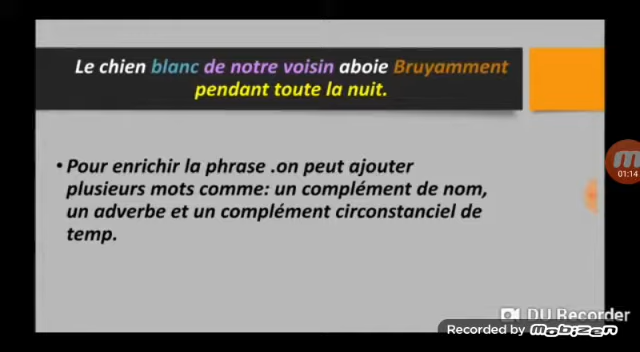 Le chien blanc de notre voisin aboie Bruyamment
pendant toute la nuit.
• Pour enrichir la phrase .on peut ajouter
plusieurs mots comme: un complément de nom,
un adverbe et un complément circonstanciel de
temp.
01:14
DU Recorder
Recorded by Mobizen